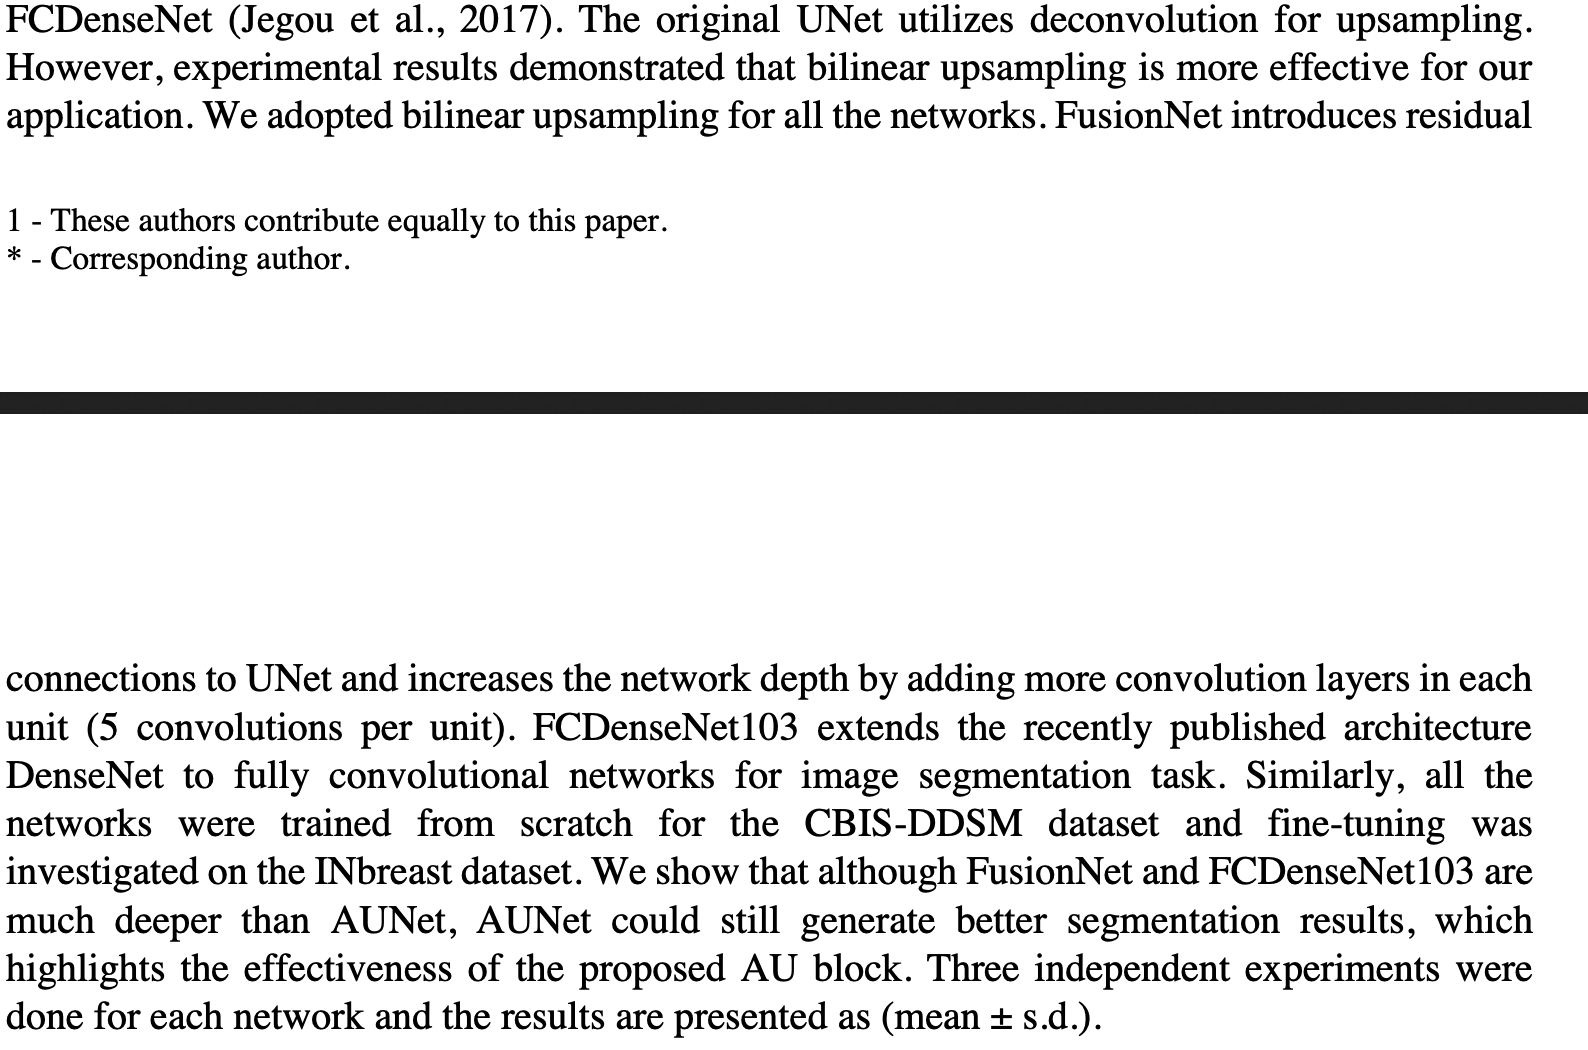 FCDenseNet (Jegou et al., 2017). The original UNet utilizes deconvolution for upsampling.
However, experimental results demonstrated that bilinear upsampling is more effective for our
application. We adopted bilinear upsampling for all the networks. FusionNet introduces residual
1 - These authors contribute equally to this paper.
* - Corresponding author.
connections to UNet and increases the network depth by adding more convolution layers in each
unit (5 convolutions per unit). FCDenseNet103 extends the recently published architecture
DenseNet to fully convolutional networks for image segmentation task. Similarly, all the
networks were trained from scratch for the CBIS-DDSM dataset and fine-tuning was
investigated on the INbreast dataset. We show that although FusionNet and FCDenseNet103 are
much deeper than AUNet, AUNet could still generate better segmentation results, which
highlights the effectiveness of the proposed AU block. Three independent experiments were
done for each network and the results are presented as (mean ± s.d.).